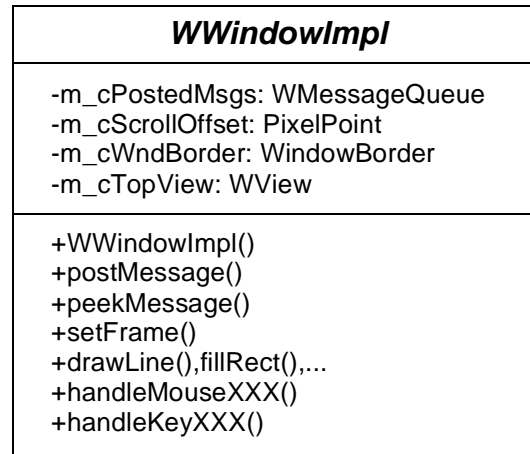 WWindowImpl
-m_cPostedMsgs: WMessageQueue
-m_cScrollOffset: PixelPoint
-m_cWndBorder: WindowBorder
-m_cTopView: WView
+WWindowImpl()
+postMessage()
+peekMessage()
+setFrame()
+drawLine(),fillRect(),...
+handleMouseXXX()
+handleKeyXXX()